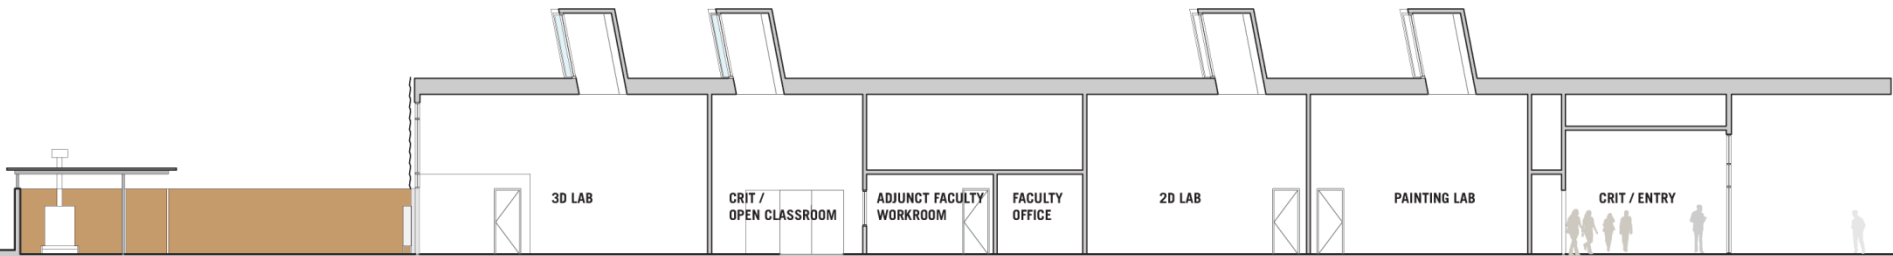 3D LAB
CRIT /
OPEN CLASSROOM
ADJUNCT FACULTY
WORKROOM
FACULTY
OFFICE
2D LAB
PAINTING LAB
CRIT / ENTRY